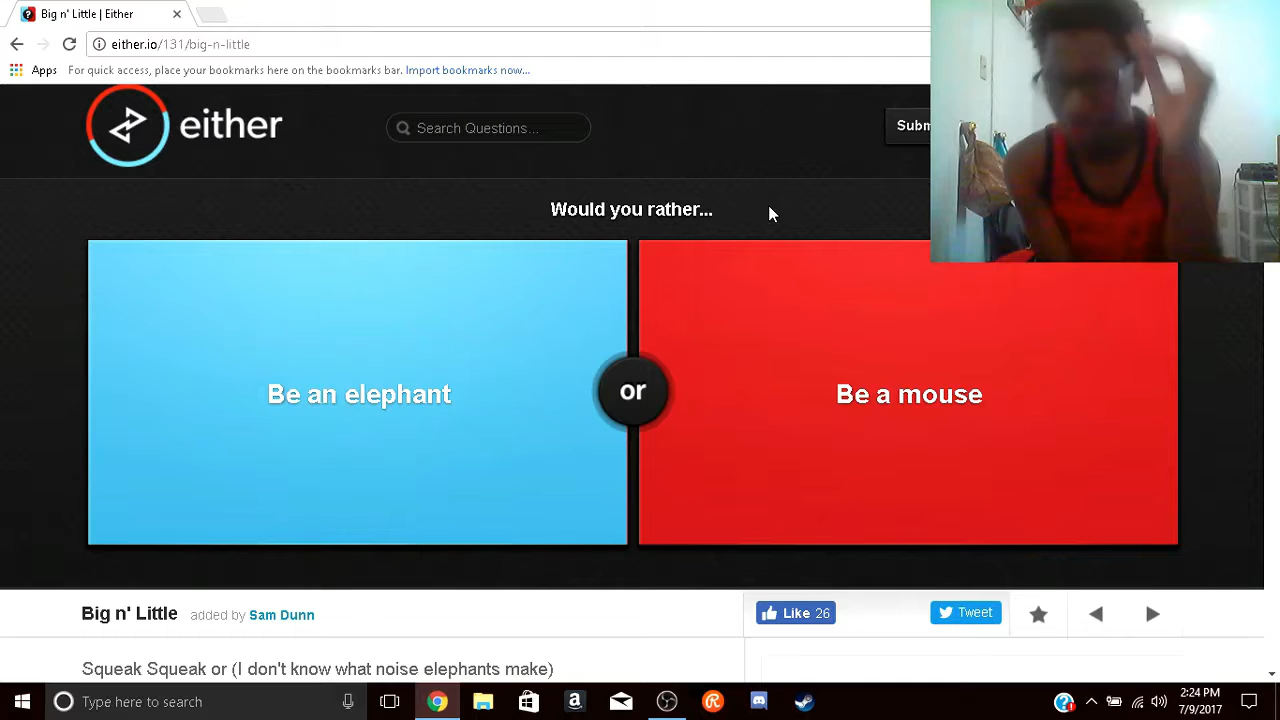 Big n' Little | Either
either.io/131/big-n-little
Apps For quick access, place your bookmarks here on the bookmarks bar. Import bookmarks now...
either
Search Questions...
Subm
Would you rather...
Be an elephant
or
Be a mouse
Big n' Little added by Sam Dunn
Like 26
Tweet
Squeak Squeak or (I don't know what noise elephants make)
Type here to search
2:24 PM
7/9/2017